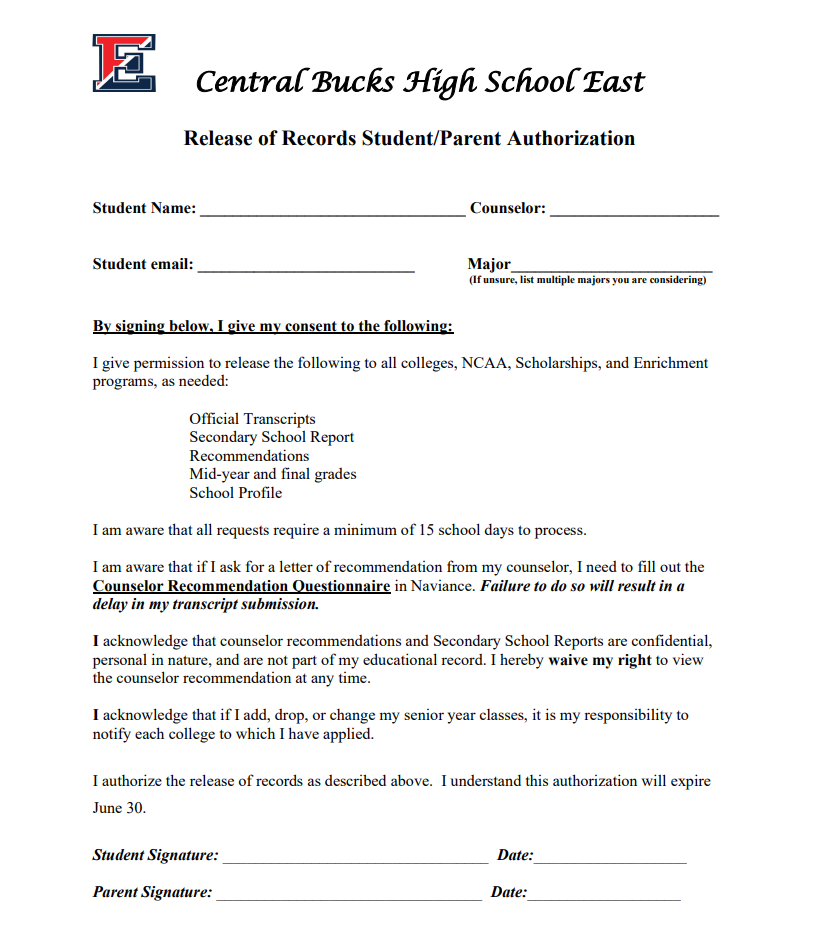 E
Central Bucks High School East
Release of Records Student/Parent Authorization
Student Name: _________________________________ Counselor: _____________________
Student email: ___________________________ Major_________________________
(If unsure, list multiple majors you are considering)
By signing below, I give my consent to the following:
I give permission to release the following to all colleges, NCAA, Scholarships, and Enrichment
programs, as needed:
Official Transcripts
Secondary School Report
Recommendations
Mid-year and final grades
School Profile
I am aware that all requests require a minimum of 15 school days to process.
I am aware that if I ask for a letter of recommendation from my counselor, I need to fill out the
Counselor Recommendation Questionnaire in Naviance. Failure to do so will result in a
delay in my transcript submission.
I acknowledge that counselor recommendations and Secondary School Reports are confidential,
personal in nature, and are not part of my educational record. I hereby waive my right to view
the counselor recommendation at any time.
I acknowledge that if I add, drop, or change my senior year classes, it is my responsibility to
notify each college to which I have applied.
I authorize the release of records as described above. I understand this authorization will expire
June 30.
Student Signature: _________________________________ Date:___________________
Parent Signature: _________________________________ Date:___________________